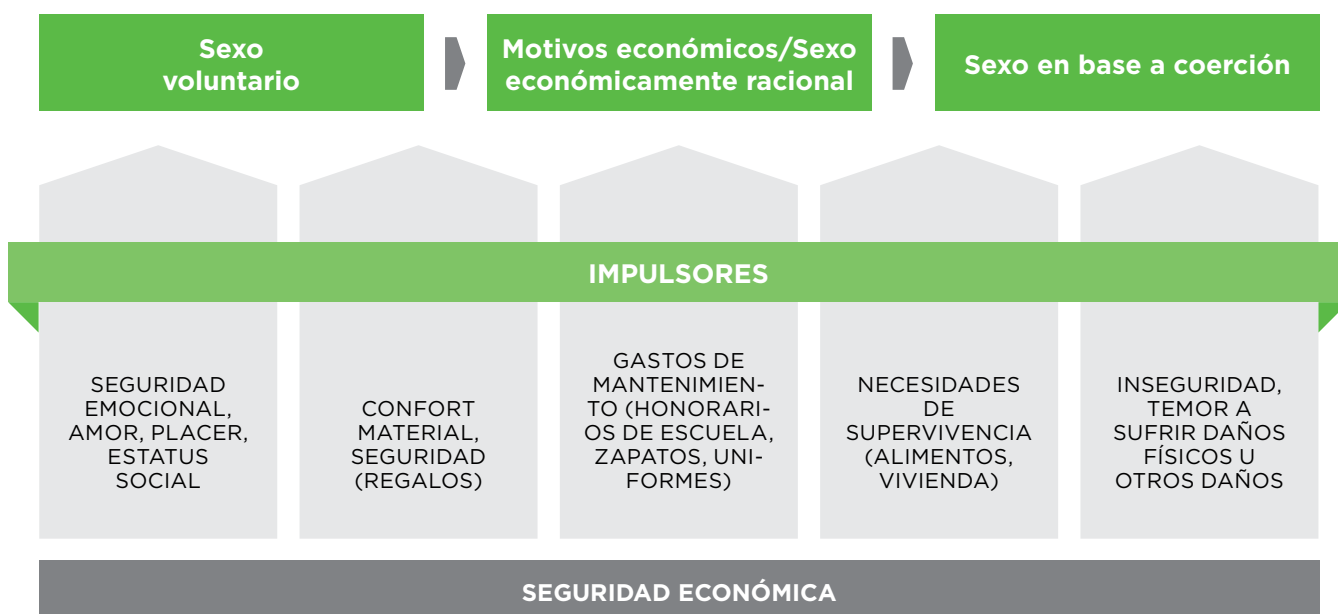 Sexo
voluntario
Motivos económicos/Sexo
económicamente racional
Sexo en base a coerción
IMPULSORES
SEGURIDAD
EMOCIONAL,
AMOR, PLACER,
ESTATUS
SOCIAL
CONFORT
MATERIAL,
SEGURIDAD
(REGALOS)
GASTOS DE
MANTENIMIEN-
TO (HONORARI-
OS DE ESCUELA,
ZAPATOS, UNI-
FORMES)
NECESIDADES
DE
SUPERVIVENCIA
(ALIMENTOS,
VIVIENDA)
INSEGURIDAD,
TEMOR A
SUFRIR DAÑOS
FÍSICOS U
OTROS DAÑOS
SEGURIDAD ECONÓMICA